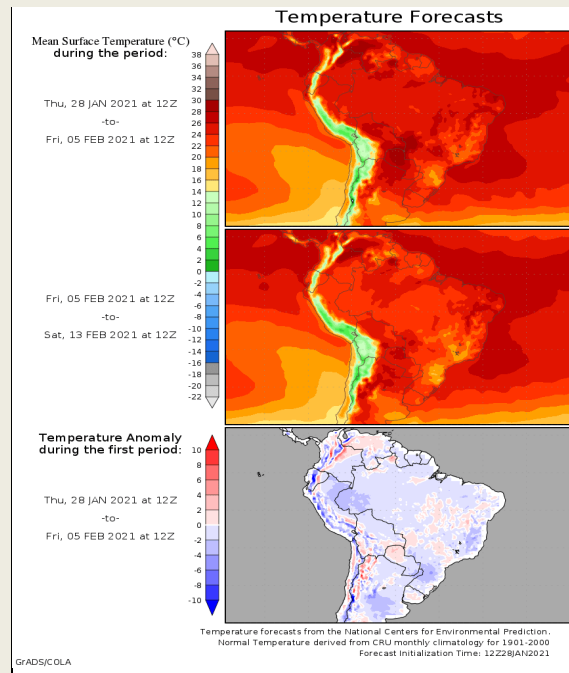 Temperature Forecasts
Mean Surface Temperature (°C)
during the period:
Thu, 28 JAN 2021 at 12Z
-to-
Fri, 05 FEB 2021 at 12Z
38
36
34
32
30
28
26
24
22
20
18
16
14
12
10
8
6
4
2
0
-2
-4
-6
-8
-10
-12
-14
-16
-18
-20
-22
Fri, 05 FEB 2021 at 12Z
-to-
Sat, 13 FEB 2021 at 12Z
Temperature Anomaly
during the first period:
Thu, 28 JAN 2021 at 12Z
-to-
Fri, 05 FEB 2021 at 12Z
10
8
6
4
2
0
-2
-4
-6
-8
-10
Temperature forecasts from the National Centers for Environmental Prediction.
Normal Temperature derived from CRU monthly climatology for 1901-2000
Forecast Initialization Time: 12Z28JAN2021
GrADS/COLA